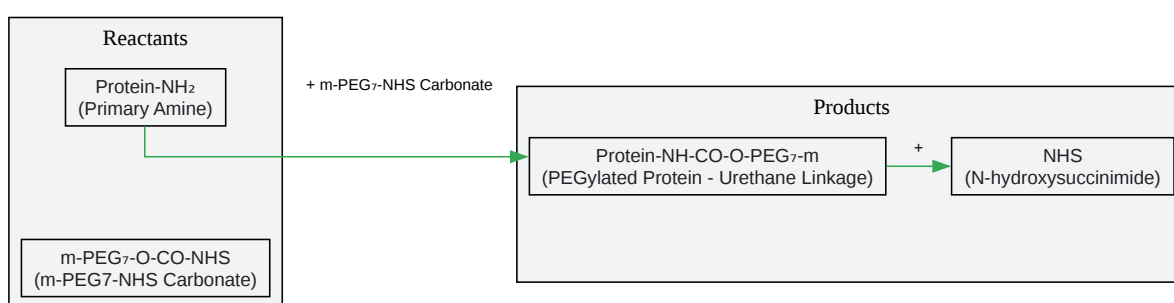 Reactants
Protein-NH₂
(Primary Amine)
+ m-PEG₇-NHS Carbonate
m-PEG₇-O-CO-NHS
(m-PEG7-NHS Carbonate)
Products
Protein-NH-CO-O-PEG₇-m
(PEGylated Protein - Urethane Linkage)
+
NHS
(N-hydroxysuccinimide)